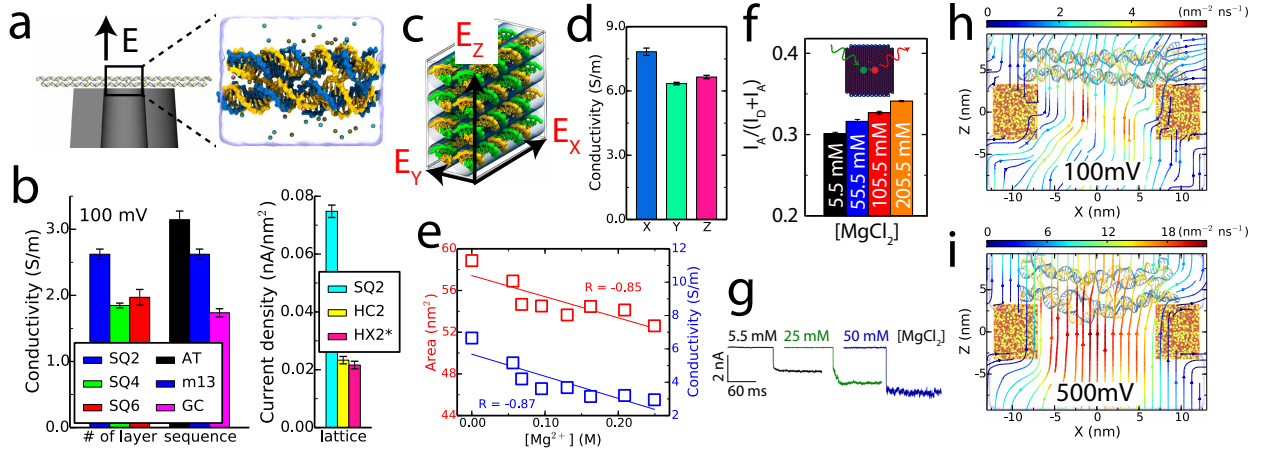 a
E
b
100 mV
Conductivity (S/m)
3.0
2.0
1.0
0.0
SQ2
SQ4
SQ6
AT
m13
GC
# of layer
sequence
Current density (nA/nm²)
0.08
0.06
0.04
0.02
0.00
SQ2
HC2
HX2*
lattice
c
E_Z
E_X
E_Y
d
Conductivity (S/m)
9.0
6.0
3.0
0.0
X Y Z
e
Area (nm²)
60
56
52
48
44
R = -0.85
R = -0.87
Conductivity (S/m)
12
10
8
6
4
2
0.00 0.10 0.20
[Mg²⁺] (M)
f
I_A/(I_D+I_A)
0.4
0.3
0.2
5.5 mM
55.5 mM
105.5 mM
205.5 mM
[MgCl₂]
g
5.5 mM 25 mM 50 mM [MgCl₂]
2 nA
60 ms
h
0 2 4 (nm⁻² ns⁻¹)
Z (nm)
5
0
-5
100mV
-10 -5 0 5 10
X (nm)
i
0 6 12 18 (nm⁻² ns⁻¹)
Z (nm)
5
0
-5
500mV
-10 -5 0 5 10
X (nm)